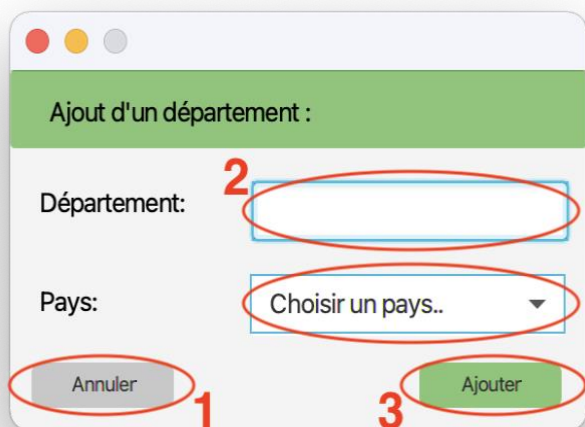 Ajout d'un département :
2
Département:
Pays:
Choisir un pays..
Annuler
1
3
Ajouter